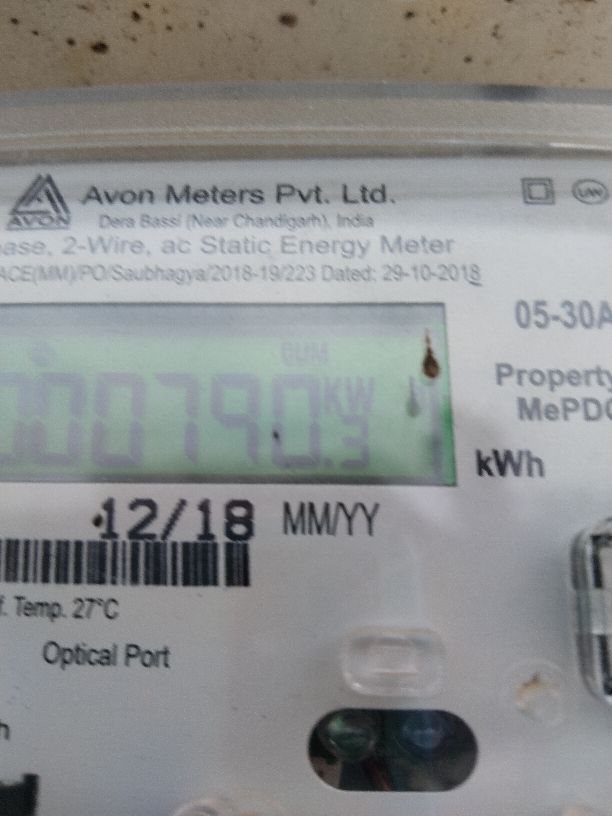 Avon Meters Pvt. Ltd.
AVON
Dera Bassi (Near Chandigarh), India
ase, 2-Wire, ac Static Energy Meter
ACE(MM)/PO/Saubhagya/2018-19/223 Dated: 29-10-2018
05-30A
CUM
000790.3
KW
Property
MePDC
kWh
12/18 MM/YY
f. Temp. 27°C
Optical Port
h